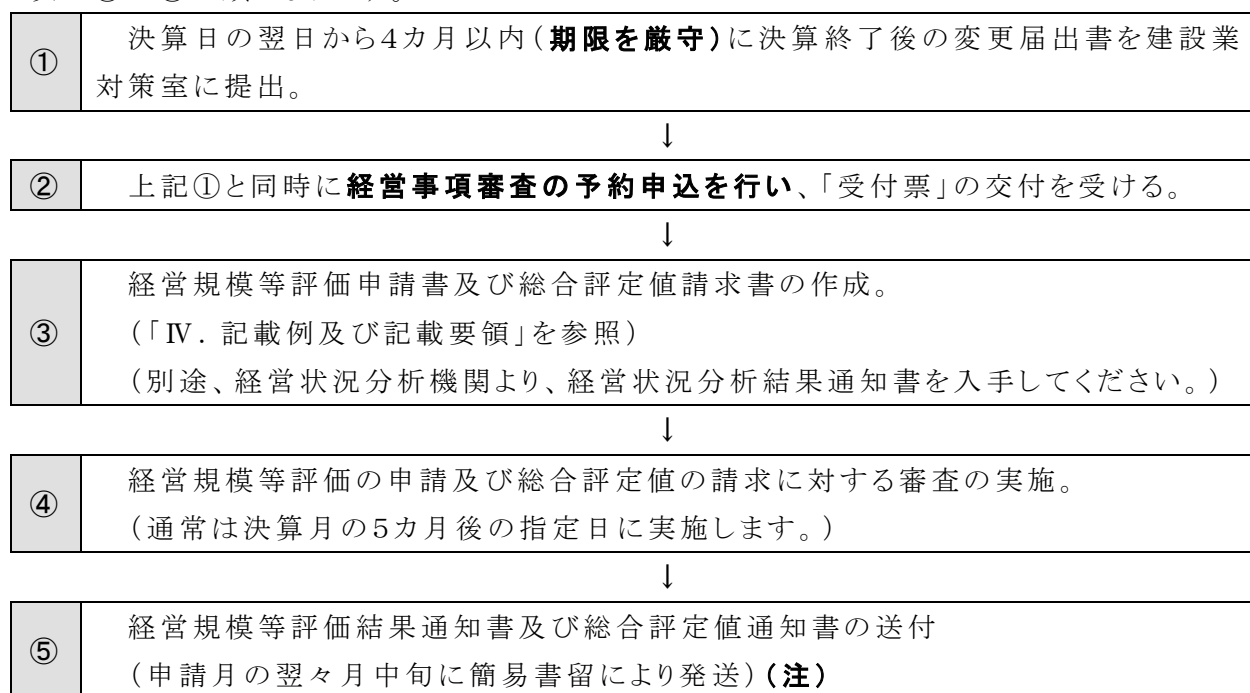 ①
決算日の翌日から4カ月以内(期限を厳守)に決算終了後の変更届出書を建設業
対策室に提出。
↓
②
上記①と同時に経営事項審査の予約申込を行い、「受付票」の交付を受ける。
↓
③
経営規模等評価申請書及び総合評定値請求書の作成。
(「Ⅳ. 記載例及び記載要領」を参照)
(別途、経営状況分析機関より、経営状況分析結果通知書を入手してください。)
↓
④
経営規模等評価の申請及び総合評定値の請求に対する審査の実施。
(通常は決算月の5カ月後の指定日に実施します。)
↓
⑤
経営規模等評価結果通知書及び総合評定値通知書の送付
(申請月の翌々月中旬に簡易書留により発送)(注)